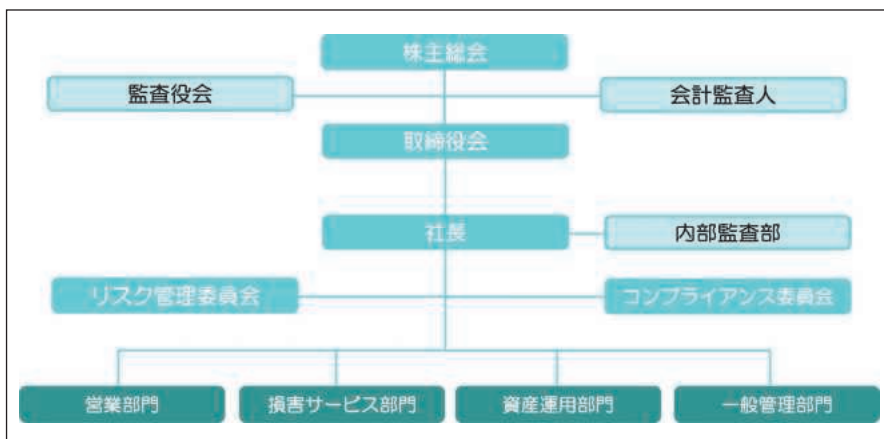 株主総会
監査役会
会計監査人
取締役会
社長
内部監査部
リスク管理委員会
コンプライアンス委員会
営業部門
損害サービス部門
資産運用部門
一般管理部門